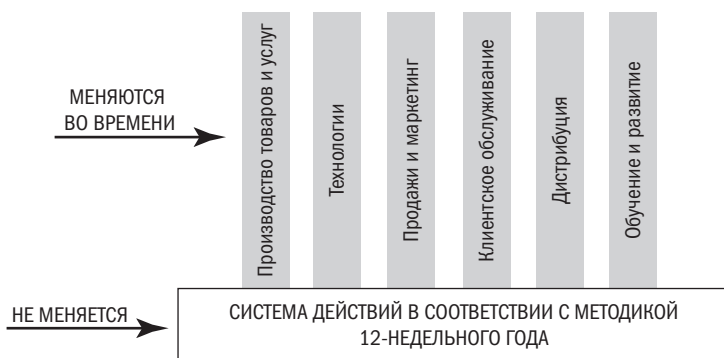 МЕНЯЮТСЯ
ВО ВРЕМЕНИ
Производство товаров и услуг
Технологии
Продажи и маркетинг
Клиентское обслуживание
Дистрибуция
Обучение и развитие
НЕ МЕНЯЕТСЯ
СИСТЕМА ДЕЙСТВИЙ В СООТВЕТСТВИИ С МЕТОДИКОЙ
12-НЕДЕЛЬНОГО ГОДА